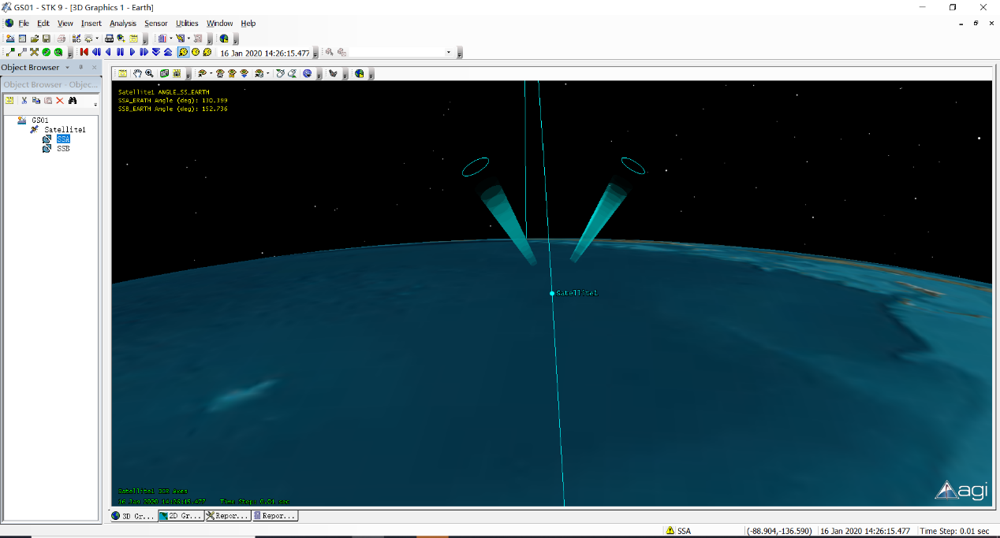 GS01 - STK 9 - [3D Graphics 1 - Earth]
File Edit View Insert Analysis Sensor Utilities Window Help
16 Jan 2020 14:26:15.477
Object Browser
Object Browser - Objec...
GS01
Satellite1
SSA
SSB
Satellite1 ANGLE_SS_EARTH
SSA_ERATH Angle (deg): 130.399
SSB_EARTH Angle (deg): 152.736
Satellite1
Satellite1 J2R Axes
16 Jan 2020 14:26:15.477 Time Step: 0.01 sec
agi
3D Gr... 2D Gr... Repor... Repor...
SSA (-88.904,-136.590) 16 Jan 2020 14:26:15.477 Time Step: 0.01 sec